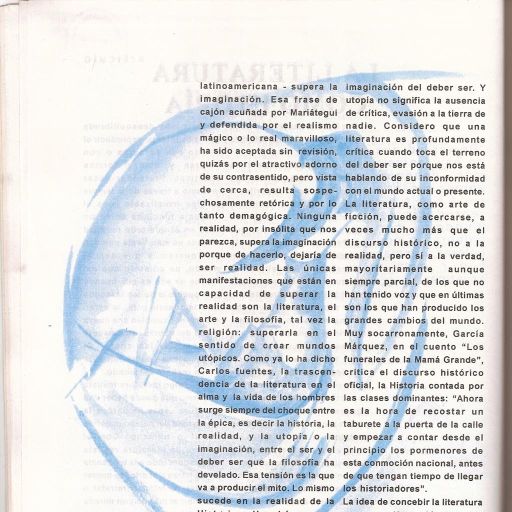 latinoamericana - supera la
imaginación. Esa frase de
cajón acuñada por Mariátegui
y defendida por el realismo
mágico o lo real maravilloso,
ha sido aceptada sin revisión,
quizás por el atractivo adorno
de su contrasentido, pero vista
de cerca, resulta sospe-
chosamente retórica y por lo
tanto demagógica. Ninguna
realidad, por insólita que nos
parezca, supera la imaginación
porque de hacerlo, dejaría de
ser realidad. Las únicas
manifestaciones que están en
capacidad de superar la
realidad son la literatura, el
arte y la filosofía, tal vez la
religión: superarla en el
sentido de crear mundos
utópicos. Como ya lo ha dicho
Carlos fuentes, la trascen-
dencia de la literatura en el
alma y la vida de los hombres
surge siempre del choque entre
la épica, es decir la historia, la
realidad, y la utopía o la
imaginación, entre el ser y el
deber ser que la filosofía ha
develado. Esa tensión es la que
va a producir el mito. Lo mismo
sucede en la realidad de la
imaginación del deber ser. Y
utopia no significa la ausencia
de crítica, evasión a la tierra de
nadie. Considero que una
literatura es profundamente
crítica cuando toca el terreno
del deber ser porque nos está
hablando de su inconformidad
con el mundo actual o presente.
La literatura, como arte de
ficción, puede acercarse, a
veces mucho más que el
discurso histórico, no a la
realidad, pero sí a la verdad,
mayoritariamente aunque
siempre parcial, de los que no
han tenido voz y que en últimas
son los que han producido los
grandes cambios del mundo.
Muy socarronamente, García
Márquez, en el cuento "Los
funerales de la Mamá Grande",
critica el discurso histórico
oficial, la Historia contada por
las clases dominantes: "Ahora
es la hora de recostar un
taburete a la puerta de la calle
y empezar a contar desde el
principio los pormenores de
esta conmoción nacional, antes
de que tengan tiempo de llegar
los historiadores".
La idea de concebir la literatura